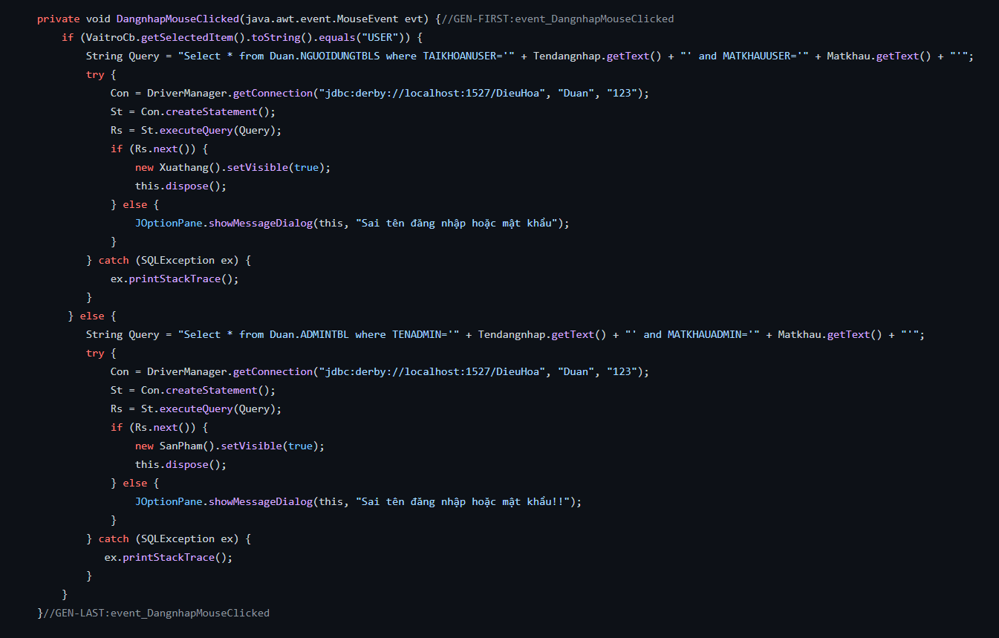 private void DangnhapMouseClicked(java.awt.event.MouseEvent evt) {//GEN-FIRST:event_DangnhapMouseClicked
    if (VaitroCb.getSelectedItem().toString().equals("USER")) {
        String Query = "Select * from Duan.NGUOIDUNGTBLS where TAIKHOANUSER='" + Tendangnhap.getText() + "' and MATKHAUUSER='" + Matkhau.getText() + "'";
        try {
            Con = DriverManager.getConnection("jdbc:derby://localhost:1527/DieuHoa", "Duan", "123");
            St = Con.createStatement();
            Rs = St.executeQuery(Query);
            if (Rs.next()) {
                new Xuathang().setVisible(true);
                this.dispose();
            } else {
                JOptionPane.showMessageDialog(this, "Sai tên đăng nhập hoặc mật khẩu");
            }
        } catch (SQLException ex) {
            ex.printStackTrace();
        }
     } else {
        String Query = "Select * from Duan.ADMINTBL where TENADMIN='" + Tendangnhap.getText() + "' and MATKHAUADMIN='" + Matkhau.getText() + "'";
        try {
            Con = DriverManager.getConnection("jdbc:derby://localhost:1527/DieuHoa", "Duan", "123");
            St = Con.createStatement();
            Rs = St.executeQuery(Query);
            if (Rs.next()) {
                new SanPham().setVisible(true);
                this.dispose();
            } else {
                JOptionPane.showMessageDialog(this, "Sai tên đăng nhập hoặc mật khẩu!!");
            }
        } catch (SQLException ex) {
           ex.printStackTrace();
        }
    }
}//GEN-LAST:event_DangnhapMouseClicked